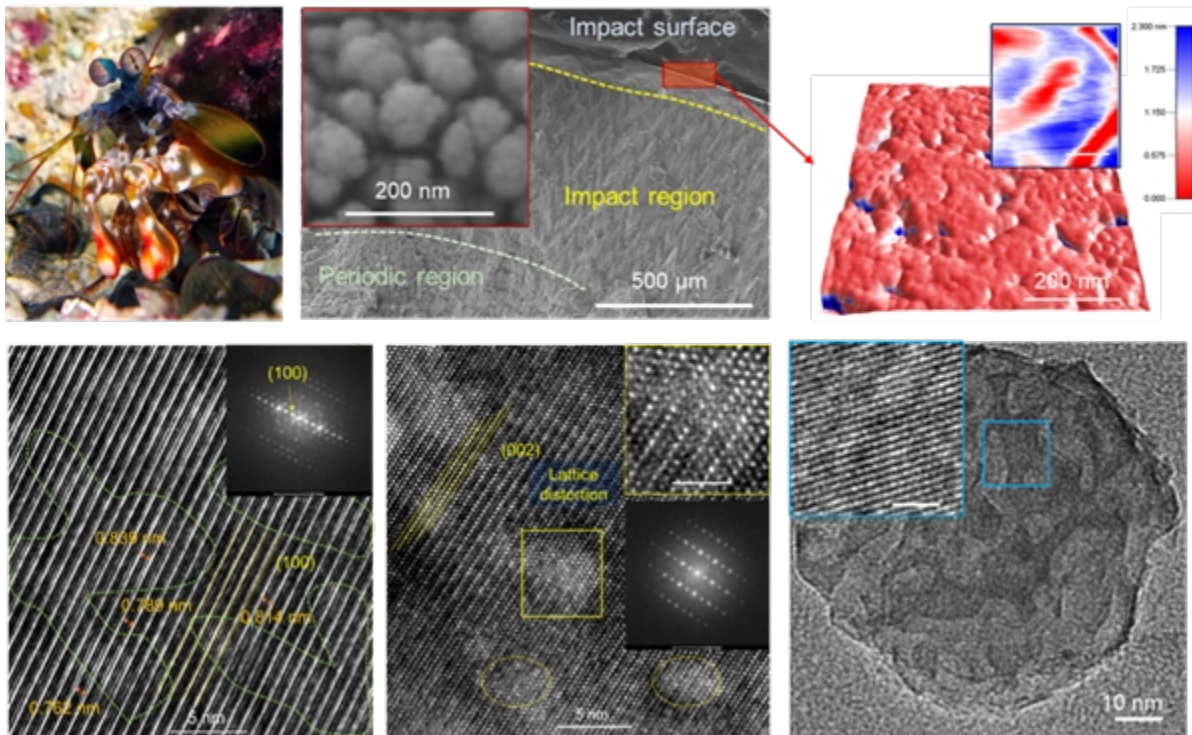 Impact surface
200 nm
Impact region
Periodic region
500 µm
2.300 nm
1.725
1.150
0.575
0.000
200 nm
(100)
0.839 nm
(100)
0.789 nm
0.814 nm
0.762 nm
5 nm
(002)
Lattice
distortion
5 nm
10 nm